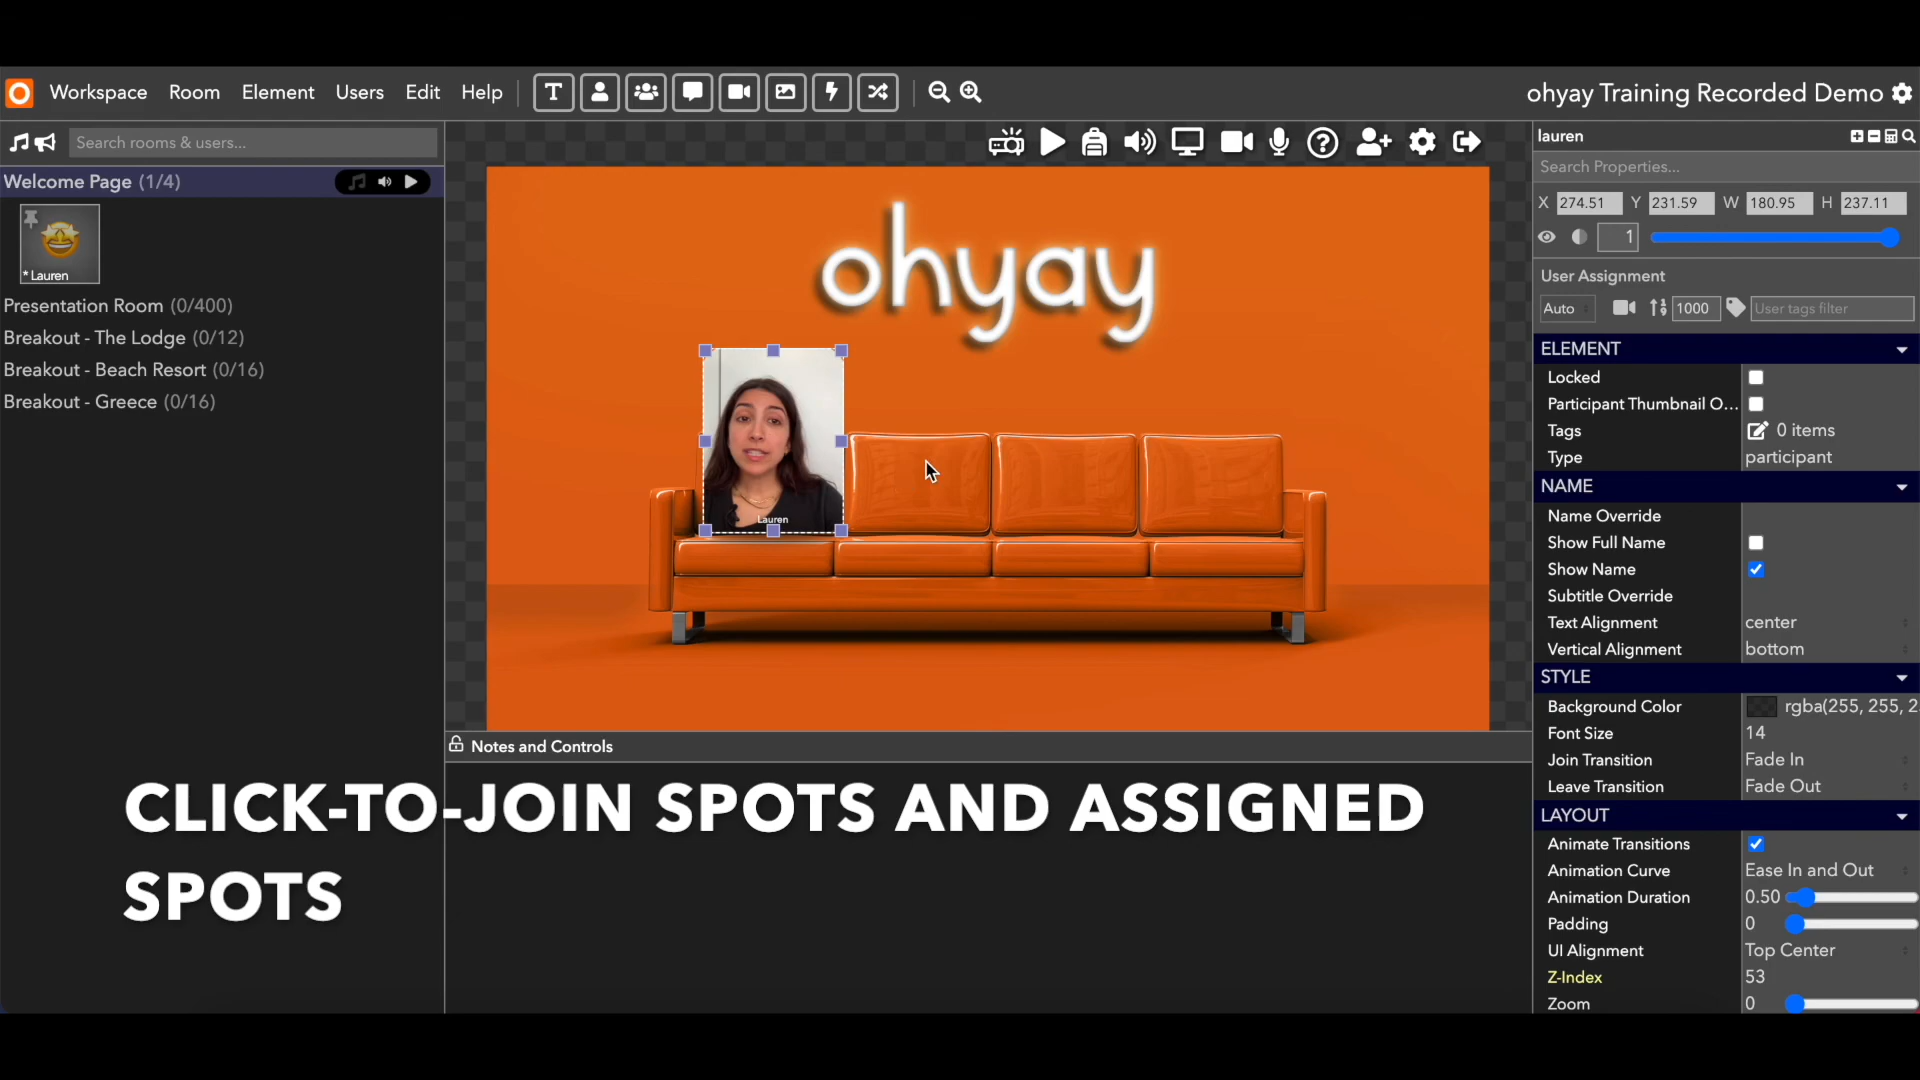 Workspace Room Element Users Edit Help
T
ohyay Training Recorded Demo
Search rooms & users...
Welcome Page (1/4)
* Lauren
Presentation Room (0/400)
Breakout - The Lodge (0/12)
Breakout - Beach Resort (0/16)
Breakout - Greece (0/16)
ohyay
Lauren
Notes and Controls
CLICK-TO-JOIN SPOTS AND ASSIGNED
SPOTS
lauren
Search Properties...
X 274.51 Y 231.59 W 180.95 H 237.11
1
User Assignment
Auto 1000 User tags filter
ELEMENT
Locked
Participant Thumbnail O...
Tags 0 items
Type participant
NAME
Name Override
Show Full Name
Show Name
Subtitle Override
Text Alignment center
Vertical Alignment bottom
STYLE
Background Color rgba(255, 255, 2
Font Size 14
Join Transition Fade In
Leave Transition Fade Out
LAYOUT
Animate Transitions
Animation Curve Ease In and Out
Animation Duration 0.50
Padding 0
UI Alignment Top Center
Z-Index 53
Zoom 0